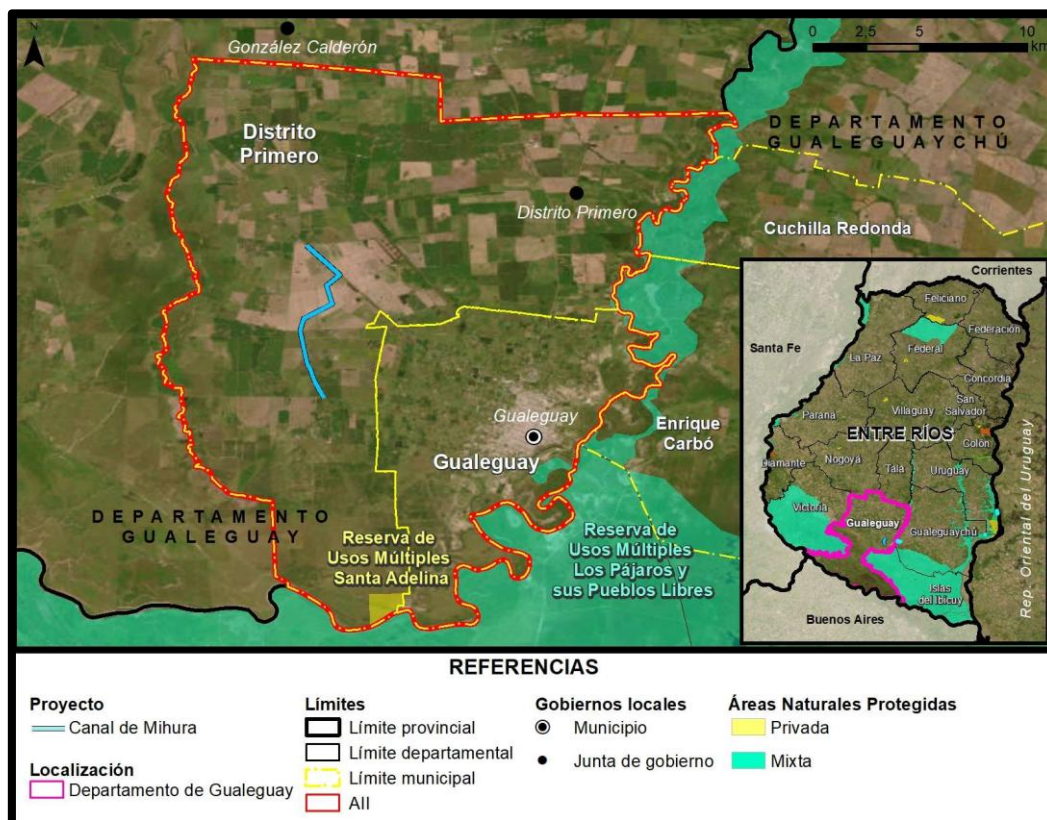 N
González Calderón
0 2,5 5 10
km
Distrito
Primero
DEPARTAMENTO
GUALEGUAYCHÚ
Distrito Primero
Cuchilla Redonda
Gualeguay
Gualeguay
Enrique
Carbó
DEPARTAMENTO
GUALEGUAY
Reserva de
Usos Múltiples
Santa Adelina
Reserva de
Usos Múltiples
Los Pájaros y
sus Pueblos Libres
Corrientes
Feliciano
Federación
Santa Fe
La Paz
Federal
Concordia
San
Salvador
Villaguay
Paraná
ENTRE RÍOS
Colón
Diamante
Nogoyá
Tala
Uruguay
Victoria
Gualeguay
Gualeguaychú
Islas
del Ibicuy
Buenos Aires
Rep. Oriental del Uruguay
REFERENCIAS
Proyecto
Canal de Mihura
Localización
Departamento de Gualeguay
Límites
Límite provincial
Límite departamental
Límite municipal
AII
Gobiernos locales
Municipio
Junta de gobierno
Áreas Naturales Protegidas
Privada
Mixta